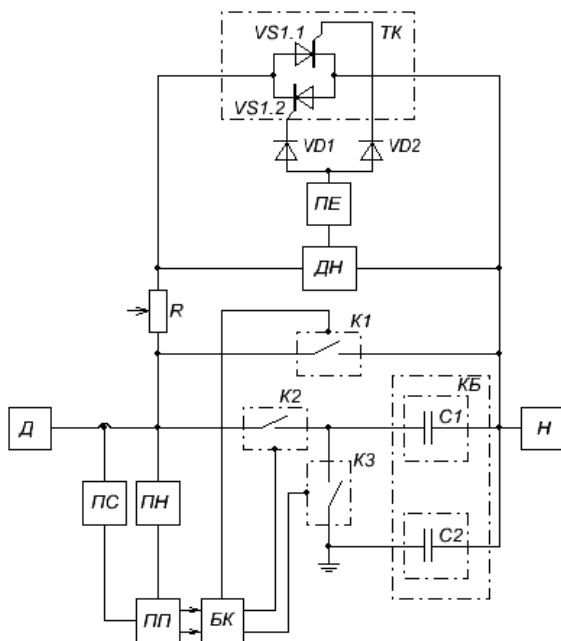 VS1.1
ТК
VS1.2
VD1
VD2
ПЕ
ДН
R
К1
К2
КБ
С1
Д
Н
К3
ПС
ПН
С2
ПП
БК